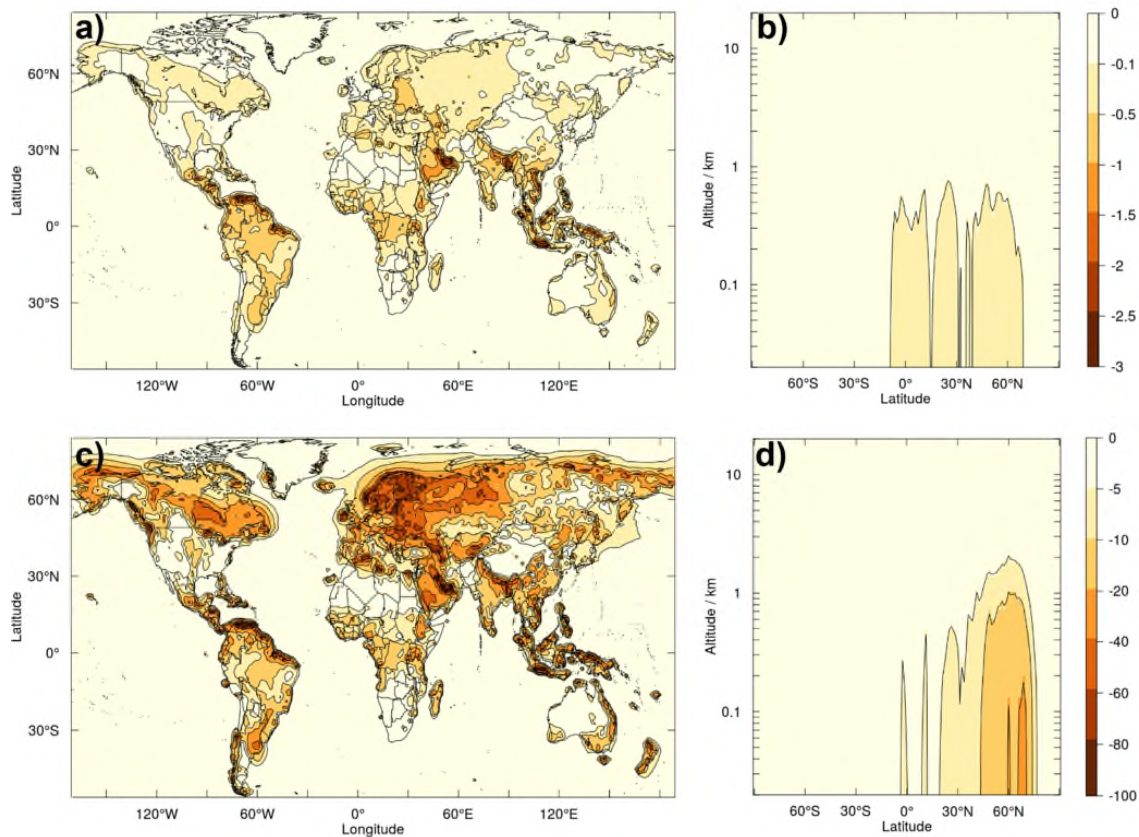 a)
60°N
30°N
0°
30°S
Latitude
120°W
60°W
0°
60°E
120°E
Longitude
b)
10
1
0.1
Altitude / km
60°S
30°S
0°
30°N
60°N
Latitude
0
-0.1
-0.5
-1
-1.5
-2
-2.5
-3
c)
60°N
30°N
0°
30°S
Latitude
120°W
60°W
0°
60°E
120°E
Longitude
d)
10
1
0.1
Altitude / km
60°S
30°S
0°
30°N
60°N
Latitude
0
-5
-10
-20
-40
-60
-80
-100